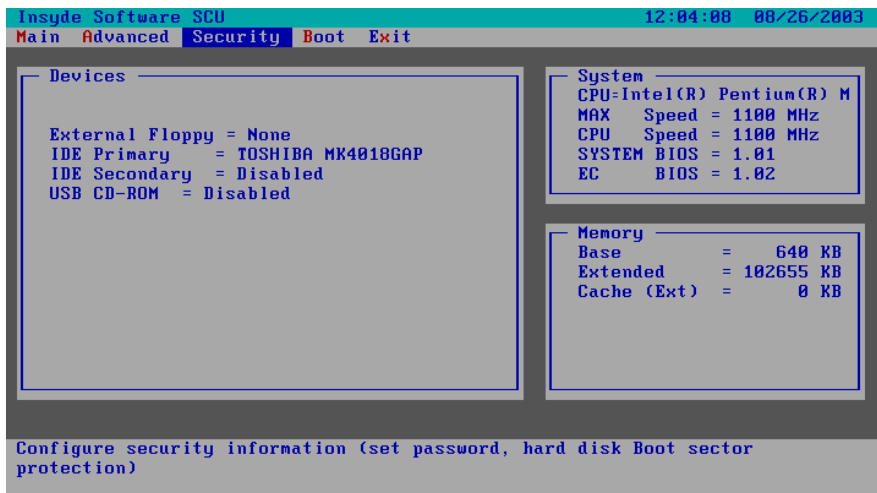 Insyde Software SCU 12:04:08 08/26/2003
Main Advanced Security Boot Exit
Devices
External Floppy = None
IDE Primary = TOSHIBA MK4018GAP
IDE Secondary = Disabled
USB CD-ROM = Disabled
System
CPU=Intel(R) Pentium(R) M
MAX Speed = 1100 MHz
CPU Speed = 1100 MHz
SYSTEM BIOS = 1.01
EC BIOS = 1.02
Memory
Base = 640 KB
Extended = 102655 KB
Cache (Ext) = 0 KB
Configure security information (set password, hard disk Boot sector
protection)